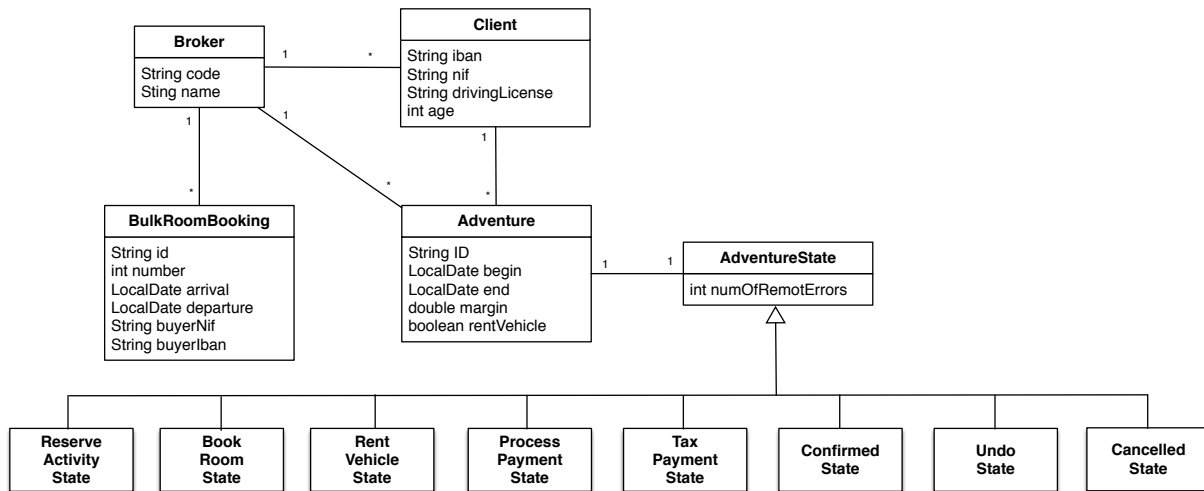 Broker
String code
Sting name
1
*
Client
String iban
String nif
String drivingLicense
int age
1
1
1
*
*
*
BulkRoomBooking
String id
int number
LocalDate arrival
LocalDate departure
String buyerNif
String buyerIban
Adventure
String ID
LocalDate begin
LocalDate end
double margin
boolean rentVehicle
1
1
AdventureState
int numOfRemotErrors
Reserve
Activity
State
Book
Room
State
Rent
Vehicle
State
Process
Payment
State
Tax
Payment
State
Confirmed
State
Undo
State
Cancelled
State